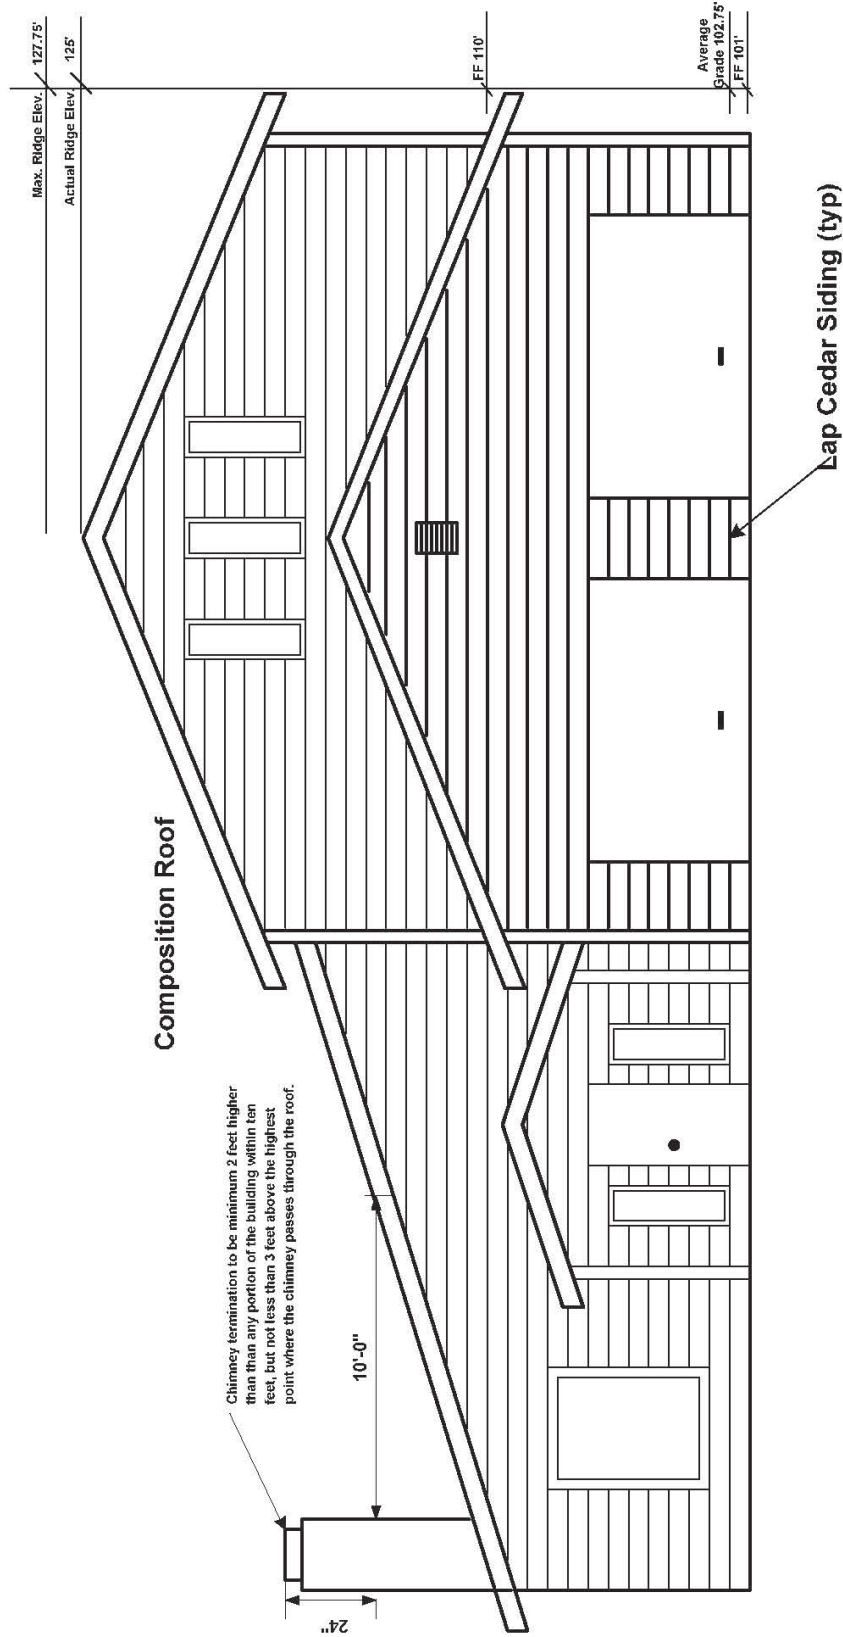 Max. Ridge Elev. 127.75'
Actual Ridge Elev. 125'
Composition Roof
Chimney termination to be minimum 2 feet higher
than than any portion of the building within ten
feet, but not less than 3 feet above the highest
point where the chimney passes through the roof.
10'-0"
24"
FF 110'
Average
Grade 102.75'
FF 101'
Lap Cedar Siding (typ)